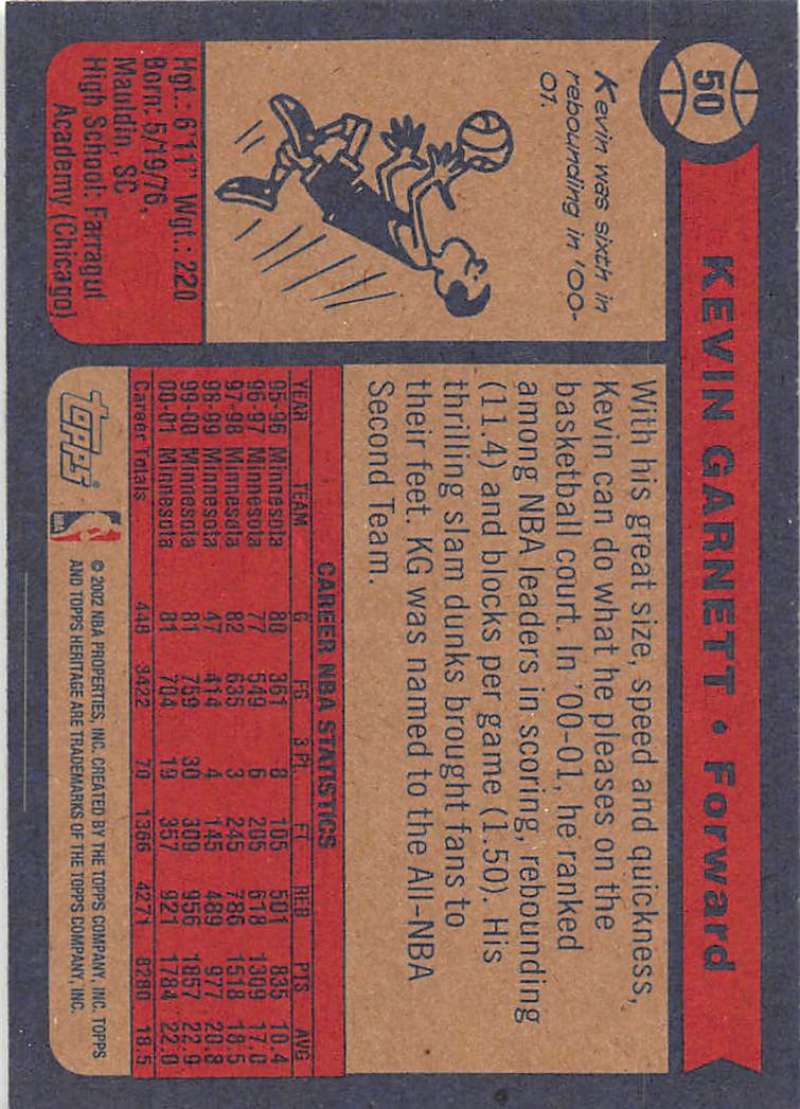 50
KEVIN GARNETT • Forward
Kevin was sixth in
rebounding in '00-
01.
Hgt.: 6'11" Wgt.: 220
Born: 5/19/76,
Mauldin, SC
High School: Farragut
Academy (Chicago)
With his great size, speed and quickness,
Kevin can do what he pleases on the
basketball court. In '00-01, he ranked
among NBA leaders in scoring, rebounding
(11.4) and blocks per game (1.50). His
thrilling slam dunks brought fans to
their feet. KG was named to the All-NBA
Second Team.
CAREER NBA STATISTICS
YEAR TEAM G FG 3 Pt. FT REB PTS AVG
95-96 Minnesota 80 361 8 105 501 835 10.4
96-97 Minnesota 77 549 6 205 618 1309 17.0
97-98 Minnesota 82 635 3 245 786 1518 18.5
98-99 Minnesota 47 414 4 145 489 977 20.8
99-00 Minnesota 81 759 30 309 956 1857 22.9
00-01 Minnesota 81 704 19 357 921 1784 22.0
Career Totals 448 3422 70 1366 4271 8280 18.5
TOPPS®
© 2002 NBA PROPERTIES, INC. CREATED BY THE TOPPS COMPANY, INC. TOPPS
AND TOPPS HERITAGE ARE TRADEMARKS OF THE TOPPS COMPANY, INC.